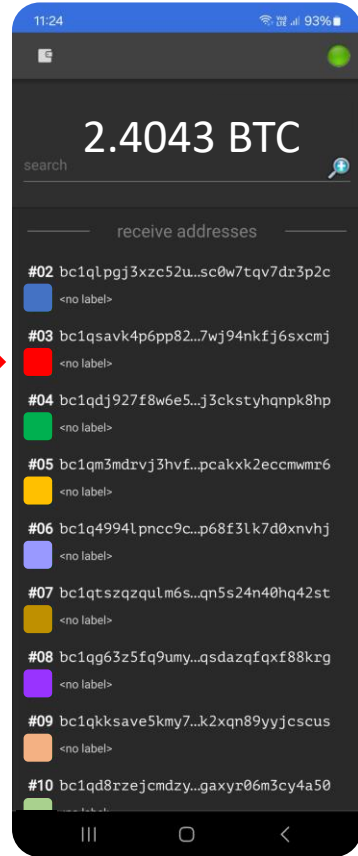 11:24 Vo) LTE 93%
2.4043 BTC
search
receive addresses
#02 bc1qlpgj3xzc52u…sc0w7tqv7dr3p2c
<no label>
#03 bc1qsavk4p6pp82…7wj94nkfj6sxcmj
<no label>
#04 bc1qdj927f8w6e5…j3ckstyhqnpk8hp
<no label>
#05 bc1qm3mdrvj3hvf…pcakxk2eccmwmr6
<no label>
#06 bc1q4994lpncc9c…p68f3lk7d0xnvhj
<no label>
#07 bc1qtszqzqulm6s…qn5s24n40hq42st
<no label>
#08 bc1qg63z5fq9umy…qsdazqfqxf88krg
<no label>
#09 bc1qkksave5kmy7…k2xqn89yyjcscus
<no label>
#10 bc1qd8rzejcmdzy…gaxyr06m3cy4a50